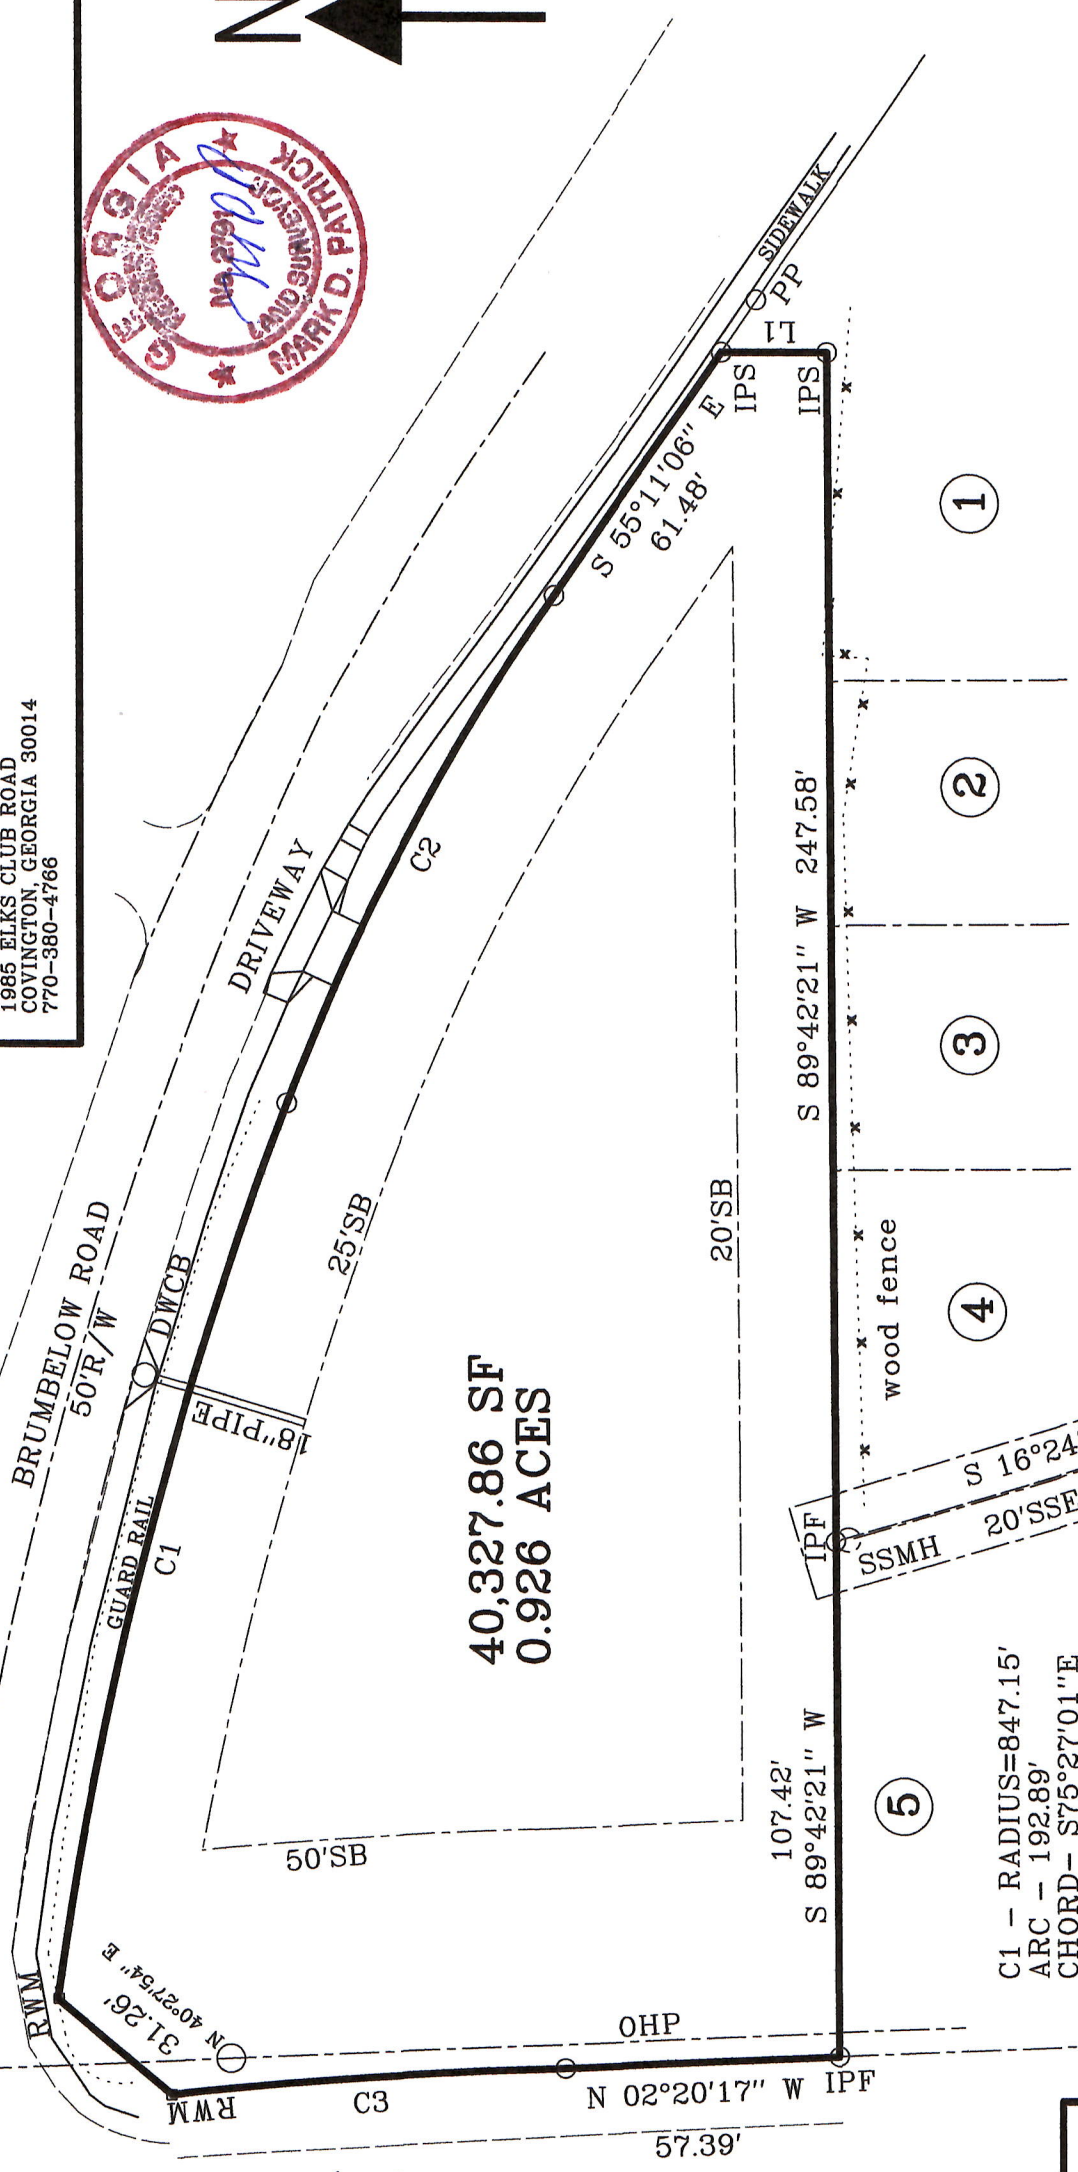 1985 ELKS CLUB ROAD
COVINGTON, GEORGIA 30014
770-380-4766
N
GEORGIA
No. 2791
LAND SURVEYOR
MARK D. PATRICK
BRUMBELOW ROAD
50'R/W
DRIVEWAY
SIDEWALK
PP
L1
IPS
IPS
S 55°11'06" E
61.48'
C2
DWCB
18"PIPE
GUARD RAIL
C1
25'SB
20'SB
50'SB
40,327.86 SF
0.926 ACES
S 89°42'21" W 247.58'
107.42'
S 89°42'21" W
RWM
N 40°27'54" E
31.26'
RWM
C3
OHP
N 02°20'17" W
57.39'
IPF
IPF
SSMH
20'SSE
S 16°24'
wood fence
1
2
3
4
5
C1 - RADIUS=847.15'
ARC - 192.89'
CHORD- S75°27'01"E